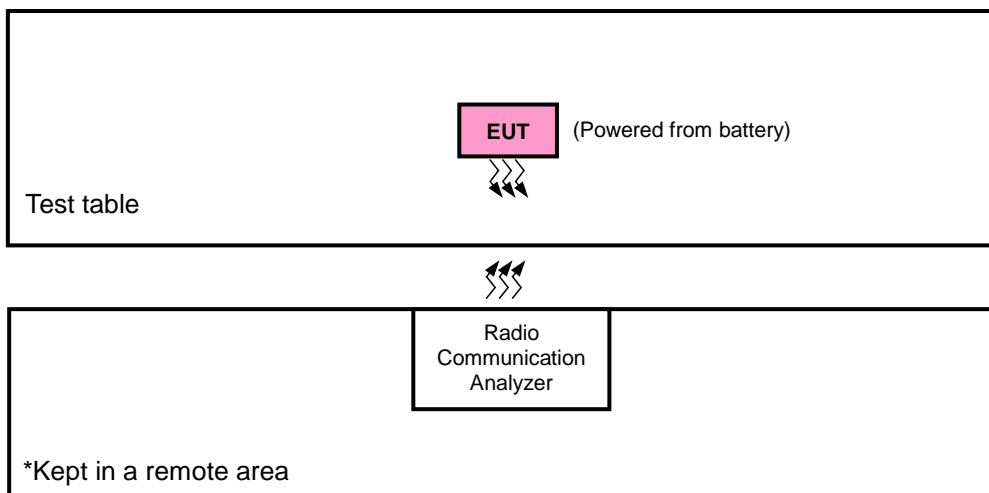 EUT
(Powered from battery)
Test table
Radio
Communication
Analyzer
*Kept in a remote area